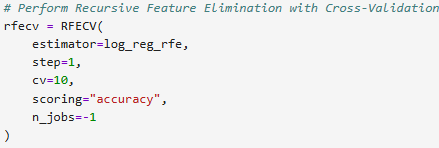 # Perform Recursive Feature Elimination with Cross-Validation
rfecv = RFECV(
    estimator=log_reg_rfe,
    step=1,
    cv=10,
    scoring="accuracy",
    n_jobs=-1
)